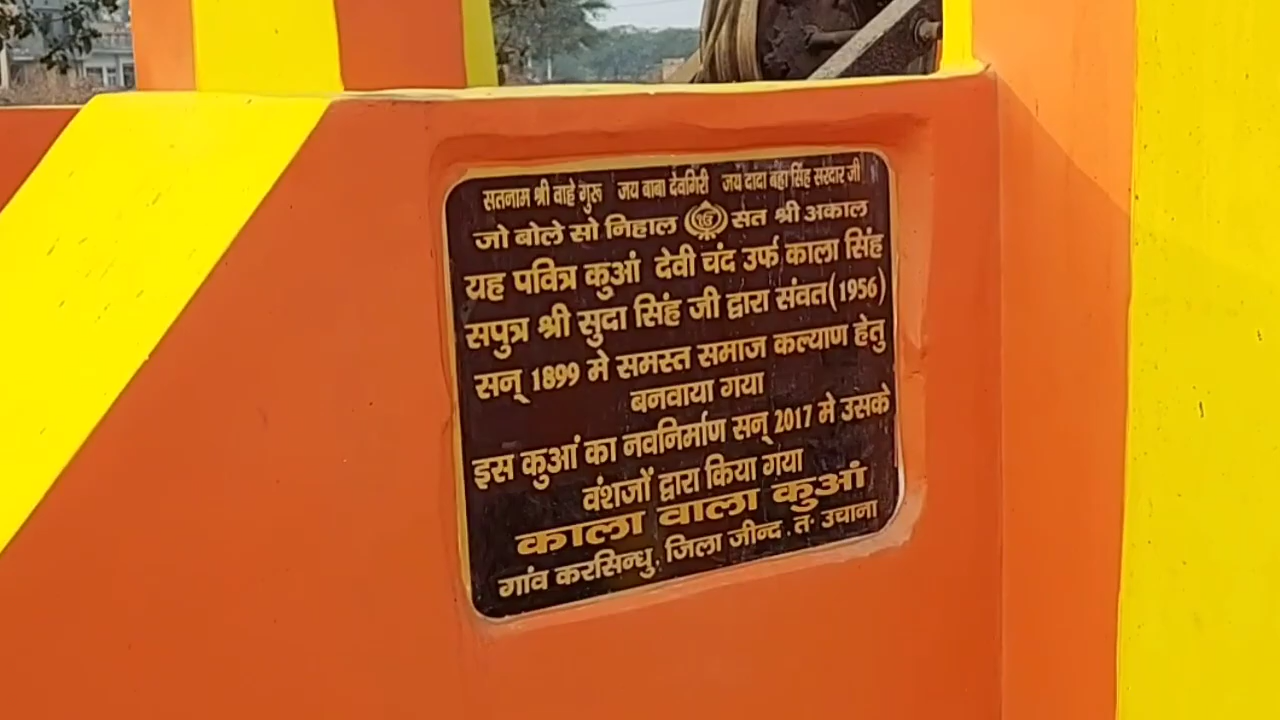 सतनाम श्री वाहे गुरू जय बाबा देवगिरी जय दादा सिंह सरदार जी
जो बोले सो निहाल ੴ सत श्री अकाल
यह पवित्र कुआं देवी चंद उर्फ काला सिंह
सपुत्र श्री सुदा सिंह जी द्वारा संवत(1956)
सन् 1899 मे समस्त समाज कल्याण हेतु
बनवाया गया
इस कुआं का नवनिर्माण सन् 2017 मे उसके
वंशजों द्वारा किया गया
काला वाला कुआं
गांव करसिन्धु, जिला जीन्द . त॰ उचाना